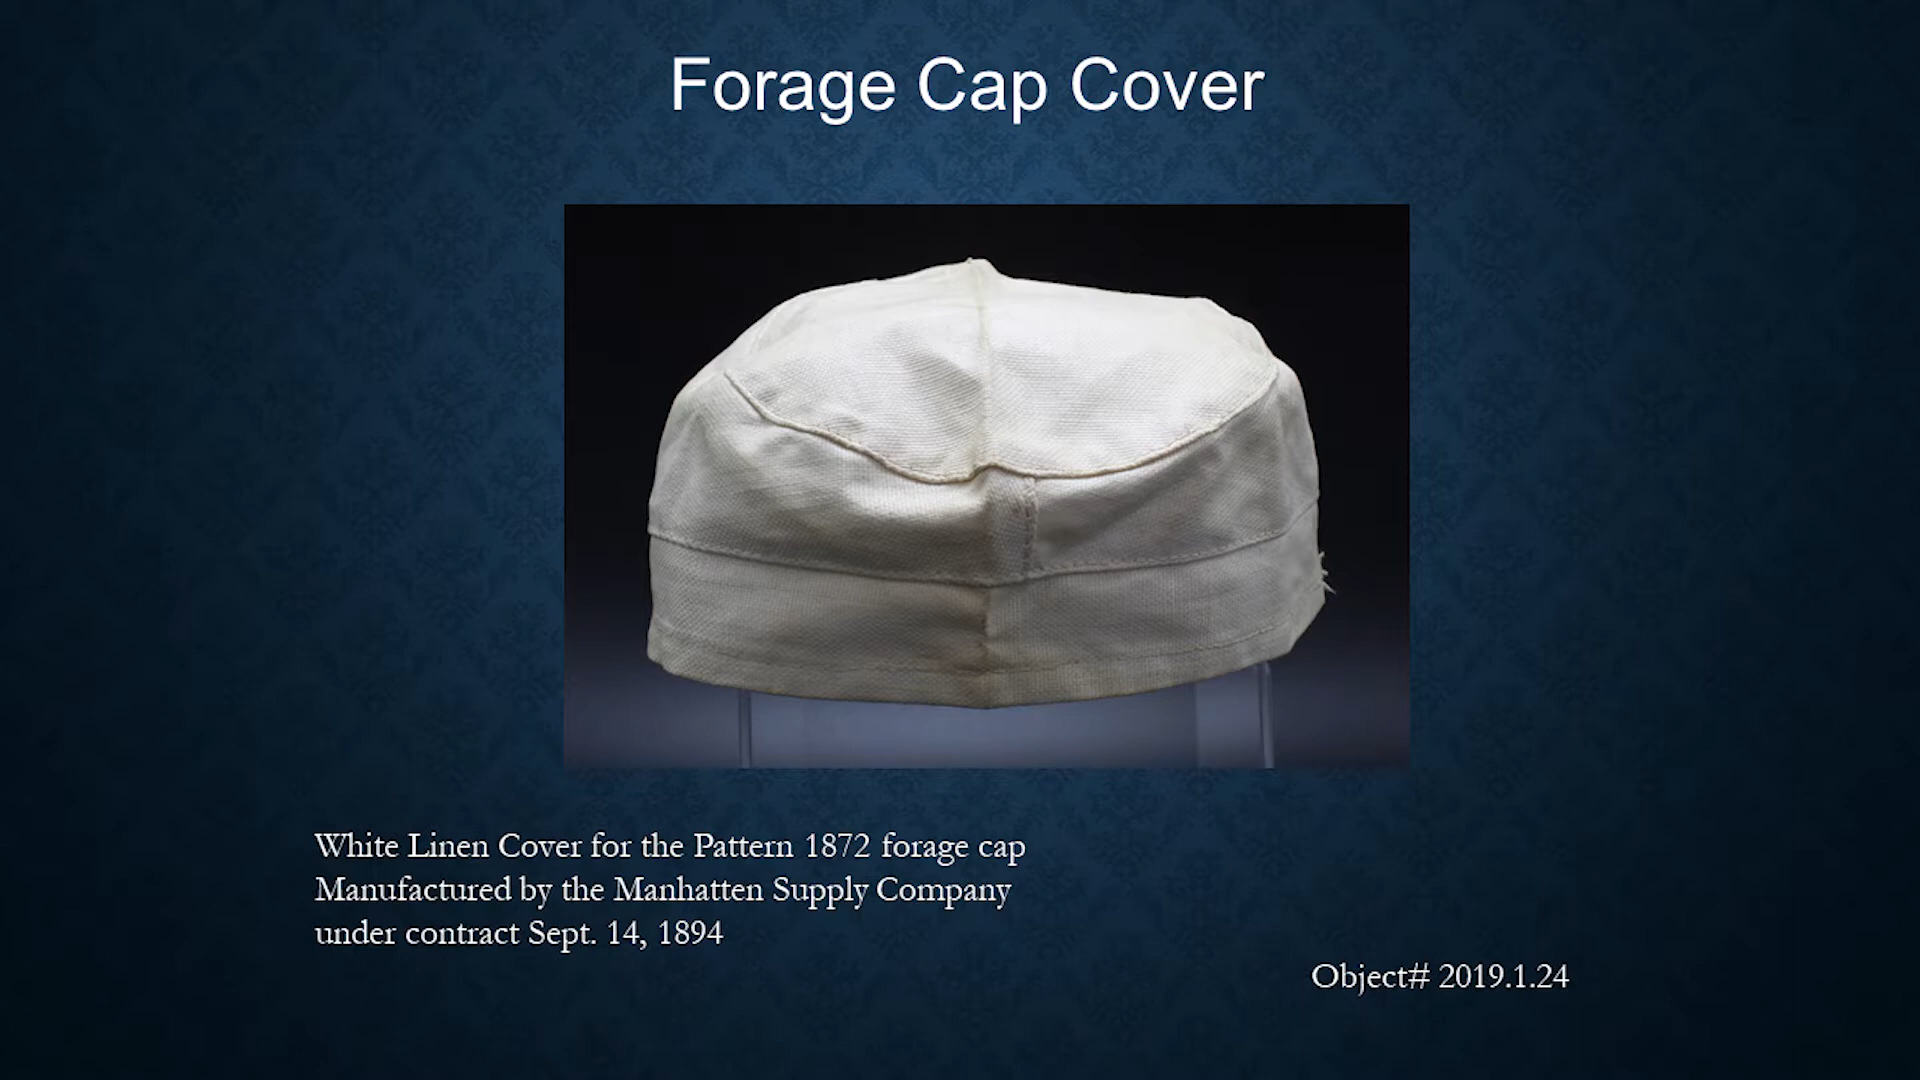 Forage Cap Cover
White Linen Cover for the Pattern 1872 forage cap
Manufactured by the Manhatten Supply Company
under contract Sept. 14, 1894
Object# 2019.1.24